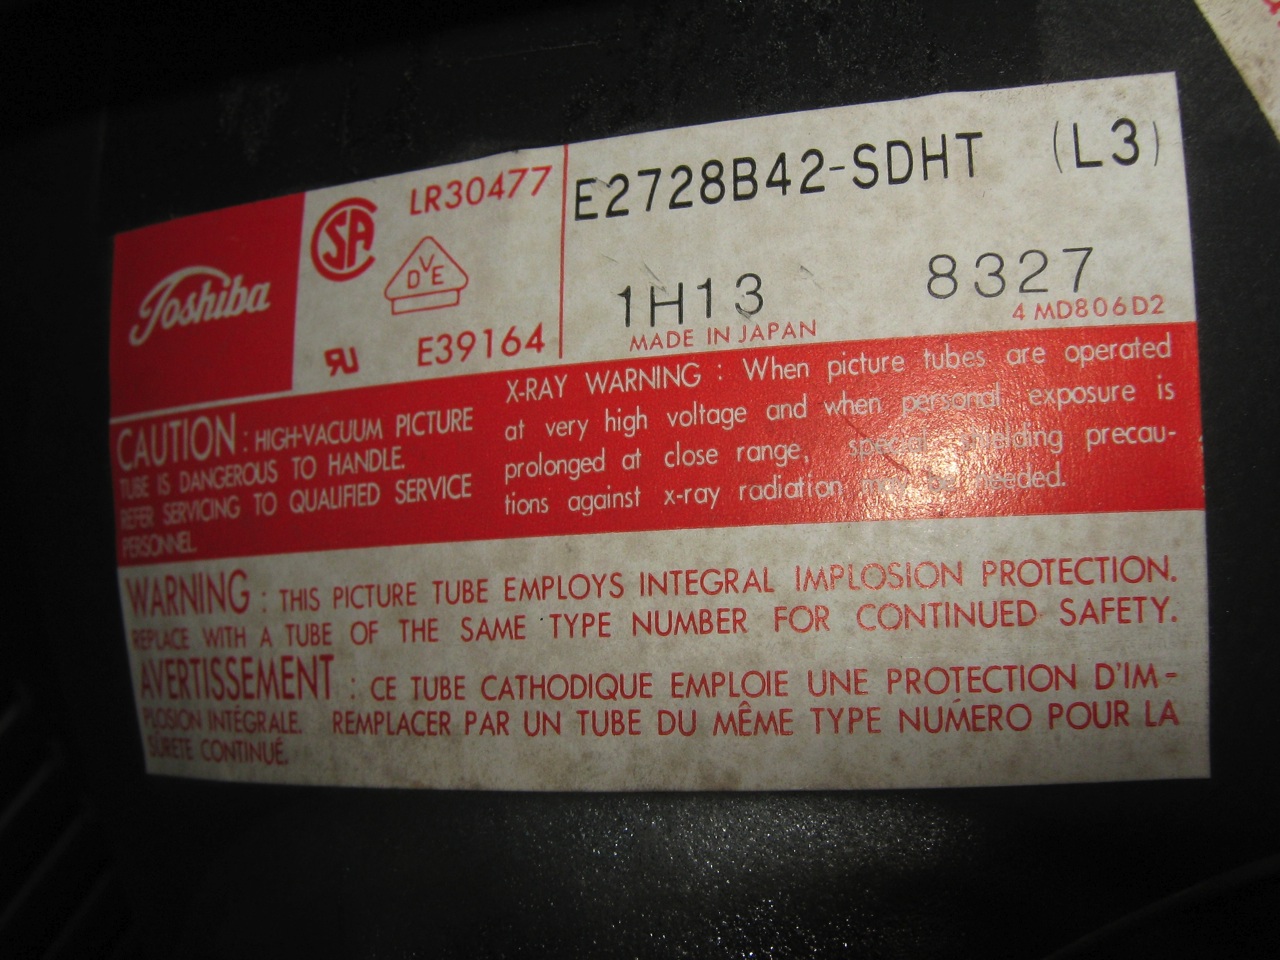 Toshiba
SA
LR30477
VDE
RU
E39164
E2728B42-SDHT (L3)
1H13 8327
MADE IN JAPAN 4 MD806D2
CAUTION : HIGH-VACUUM PICTURE
TUBE IS DANGEROUS TO HANDLE.
REFER SERVICING TO QUALIFIED SERVICE
PERSONNEL.
X-RAY WARNING : When picture tubes are operated
at very high voltage and when personal exposure is
prolonged at close range, special shielding precau-
tions against x-ray radiation may be needed.
WARNING : THIS PICTURE TUBE EMPLOYS INTEGRAL IMPLOSION PROTECTION.
REPLACE WITH A TUBE OF THE SAME TYPE NUMBER FOR CONTINUED SAFETY.
AVERTISSEMENT : CE TUBE CATHODIQUE EMPLOIE UNE PROTECTION D'IM-
PLOSION INTÉGRALE. REMPLACER PAR UN TUBE DU MÊME TYPE NUMÉRO POUR LA
SÛRETÉ CONTINUÉ.